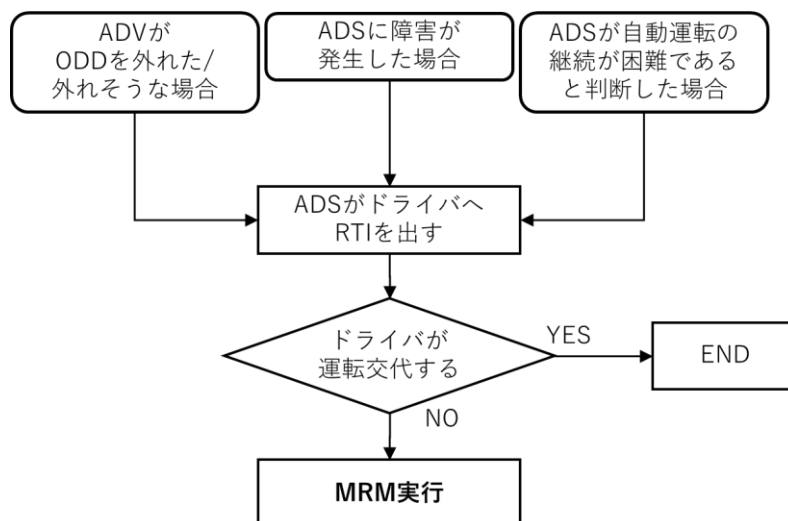 ADVが
ODDを外れた/
外れそうな場合
ADSに障害が
発生した場合
ADSが自動運転の
継続が困難である
と判断した場合
ADSがドライバへ
RTIを出す
ドライバが
運転交代する
YES
END
NO
MRM実行